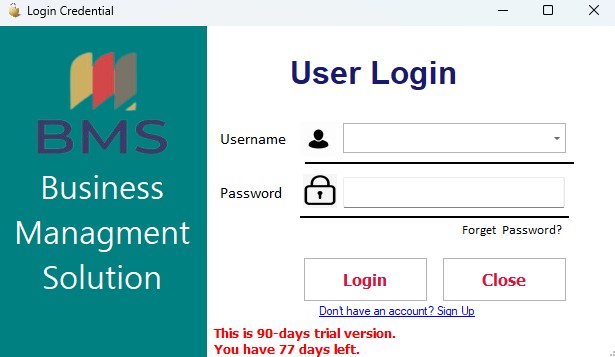 Login Credential
BMS
Business
Managment
Solution
User Login
Username
Password
Forget Password?
Login
Close
Don't have an account? Sign Up
This is 90-days trial version.
You have 77 days left.